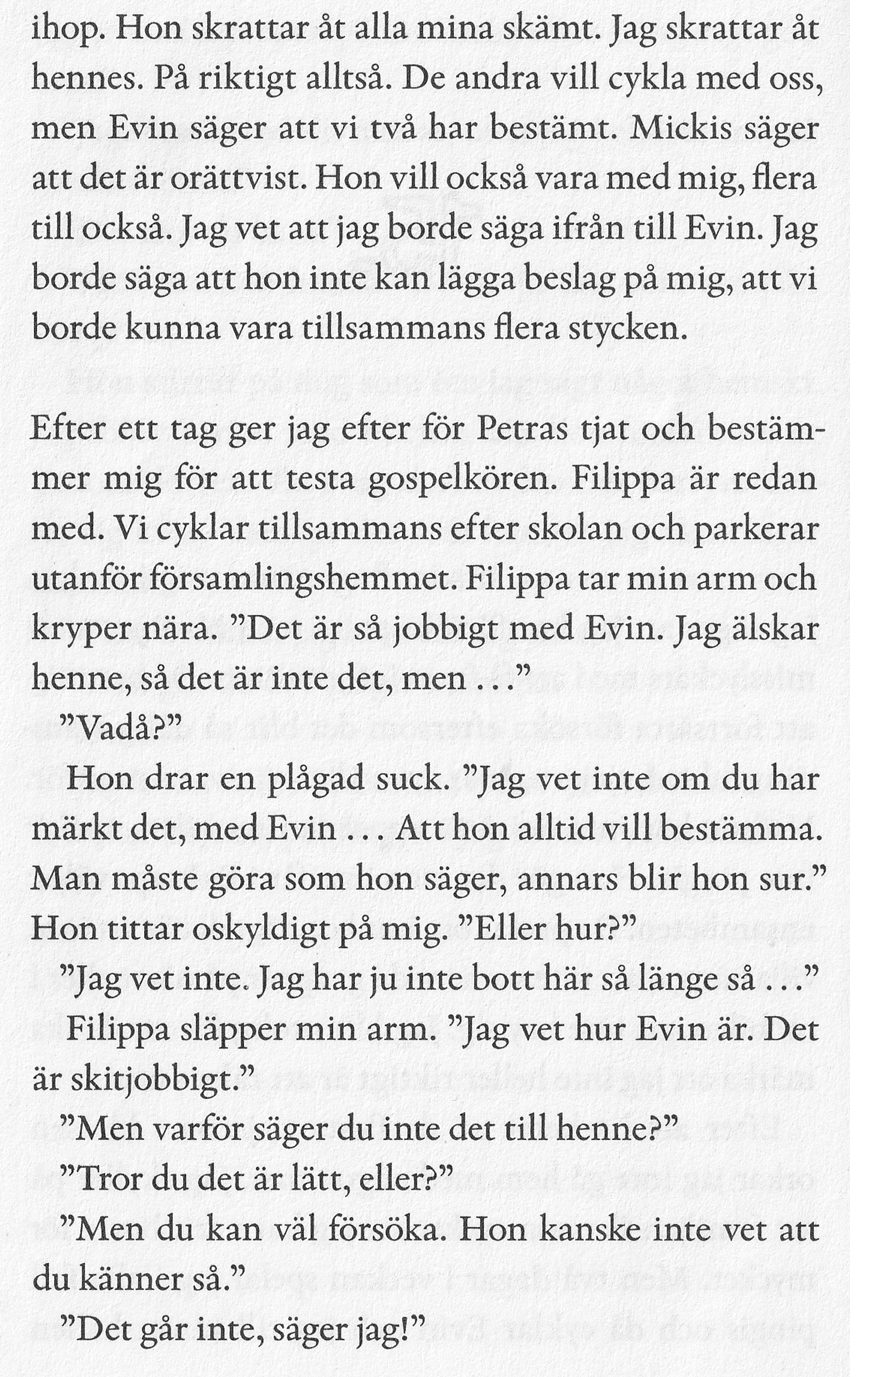 ihop. Hon skrattar åt alla mina skämt. Jag skrattar åt
hennes. På riktigt alltså. De andra vill cykla med oss,
men Evin säger att vi två har bestämt. Mickis säger
att det är orättvist. Hon vill också vara med mig, flera
till också. Jag vet att jag borde säga ifrån till Evin. Jag
borde säga att hon inte kan lägga beslag på mig, att vi
borde kunna vara tillsammans flera stycken.

Efter ett tag ger jag efter för Petras tjat och bestäm-
mer mig för att testa gospelkören. Filippa är redan
med. Vi cyklar tillsammans efter skolan och parkerar
utanför församlingshemmet. Filippa tar min arm och
kryper nära. ”Det är så jobbigt med Evin. Jag älskar
henne, så det är inte det, men …”
”Vadå?”
Hon drar en plågad suck. ”Jag vet inte om du har
märkt det, med Evin … Att hon alltid vill bestämma.
Man måste göra som hon säger, annars blir hon sur.”
Hon tittar oskyldigt på mig. ”Eller hur?”
”Jag vet inte. Jag har ju inte bott här så länge så …”
Filippa släpper min arm. ”Jag vet hur Evin är. Det
är skitjobbigt.”
”Men varför säger du inte det till henne?”
”Tror du det är lätt, eller?”
”Men du kan väl försöka. Hon kanske inte vet att
du känner så.”
”Det går inte, säger jag!”